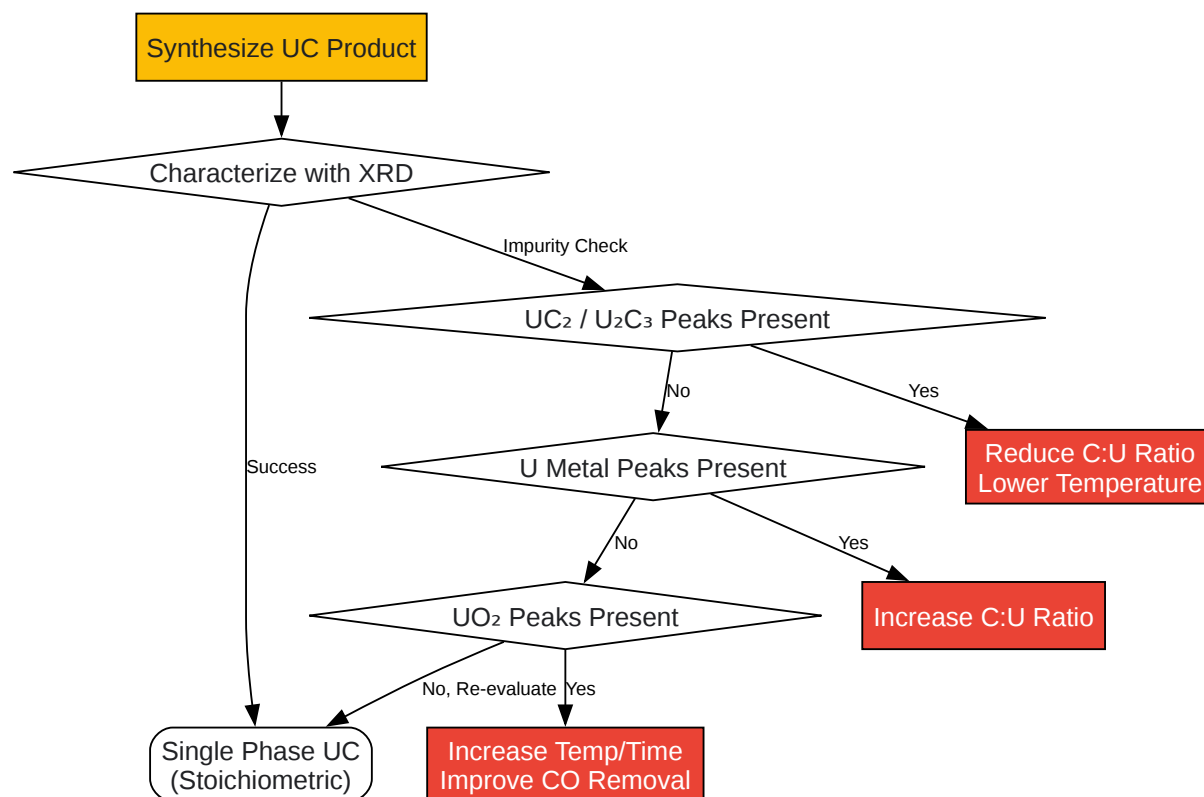 Synthesize UC Product
Characterize with XRD
Impurity Check
UC₂ / U₂C₃ Peaks Present
No
Yes
Reduce C:U Ratio
Lower Temperature
Success
U Metal Peaks Present
No
Yes
UO₂ Peaks Present
Increase C:U Ratio
No, Re-evaluate
Yes
Single Phase UC
(Stoichiometric)
Increase Temp/Time
Improve CO Removal